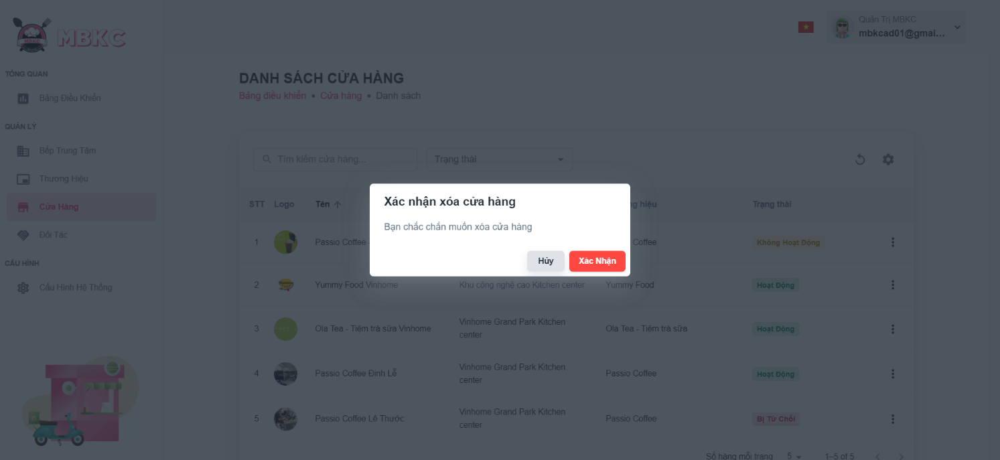 MBKC
MBKC
Quản Trị MBKC
mbkcad01@gmai...
TỔNG QUAN
Bảng Điều Khiển
QUẢN LÝ
Bếp Trung Tâm
Thương Hiệu
Cửa Hàng
Đối Tác
CẤU HÌNH
Cấu Hình Hệ Thống
DANH SÁCH CỬA HÀNG
Bảng điều khiển • Cửa hàng • Danh sách
Tìm kiếm cửa hàng...
Trạng thái
STT Logo Tên hiệu Trạng thái
1 Passio Coffee Coffee Không Hoạt Động
2 Yummy Food Vinhome Khu công nghệ cao Kitchen center Yummy Food Hoạt Động
3 Ola Tea - Tiệm trà sữa Vinhome Vinhome Grand Park Kitchen Ola Tea - Tiệm trà sữa Hoạt Động
center
4 Passio Coffee Đinh Lễ Vinhome Grand Park Kitchen Passio Coffee Hoạt Động
center
5 Passio Coffee Lê Thước Vinhome Grand Park Kitchen Passio Coffee Bị Từ Chối
center
Số hàng mỗi trang 5 1–5 of 5
Xác nhận xóa cửa hàng
Bạn chắc chắn muốn xóa cửa hàng
Hủy
Xác Nhận